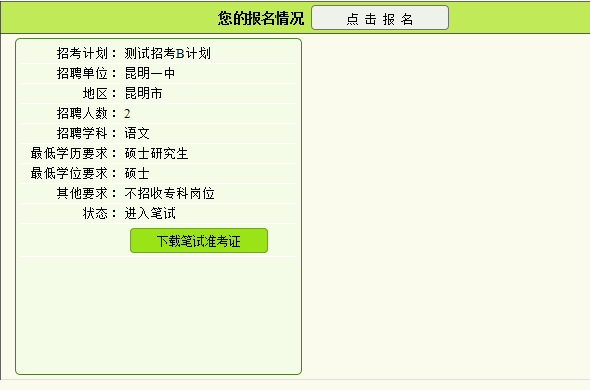 您的报名情况 点 击 报 名
招考计划： 测试招考B计划
招聘单位： 昆明一中
地区： 昆明市
招聘人数： 2
招聘学科： 语文
最低学历要求： 硕士研究生
最低学位要求： 硕士
其他要求： 不招收专科岗位
状态： 进入笔试
下载笔试准考证